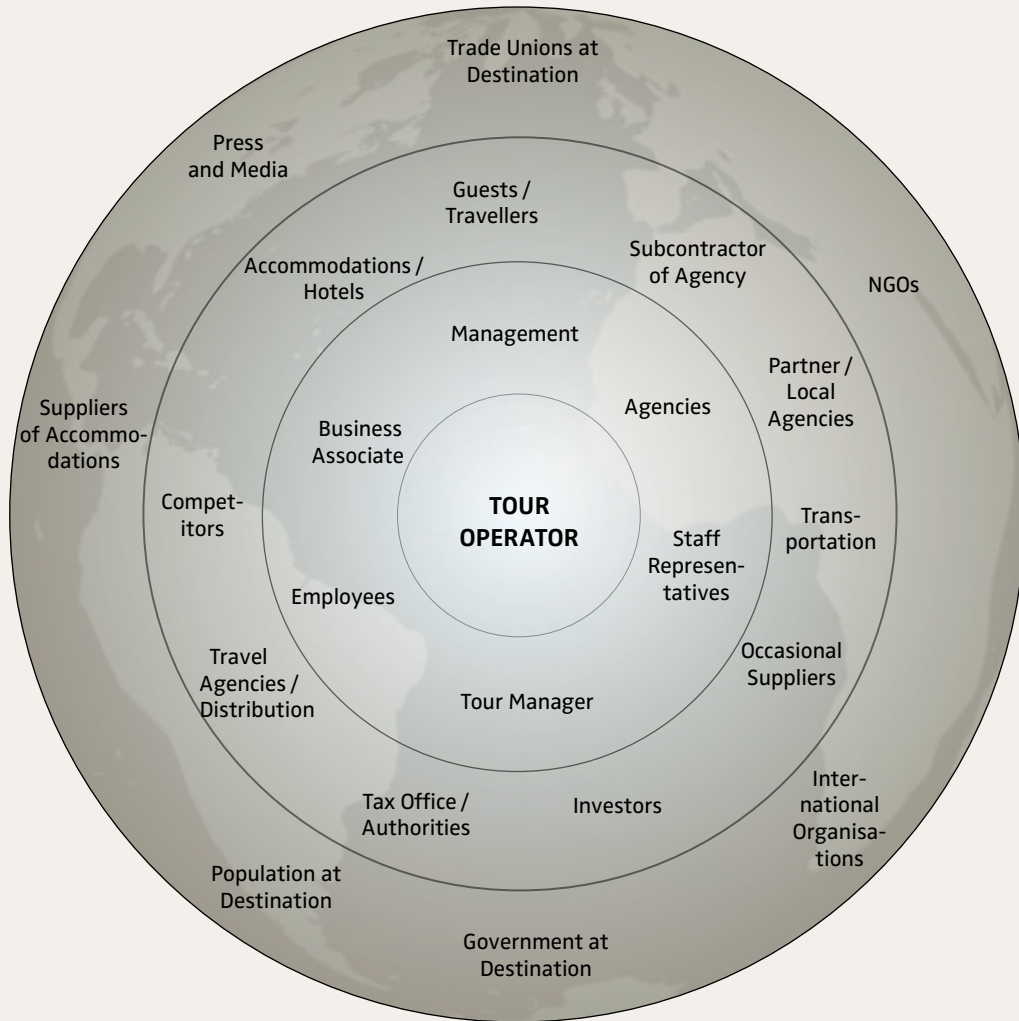 Trade Unions at
Destination
Press
and Media
Guests /
Travellers
Subcontractor
of Agency
Accommodations /
Hotels
NGOs
Management
Partner /
Local
Agencies
Agencies
Suppliers
of Accommo-
dations
Business
Associate
Compet-
itors
TOUR
OPERATOR
Trans-
portation
Staff
Represen-
tatives
Employees
Occasional
Suppliers
Travel
Agencies /
Distribution
Tour Manager
Inter-
national
Organisa-
tions
Tax Office /
Authorities
Investors
Population at
Destination
Government at
Destination